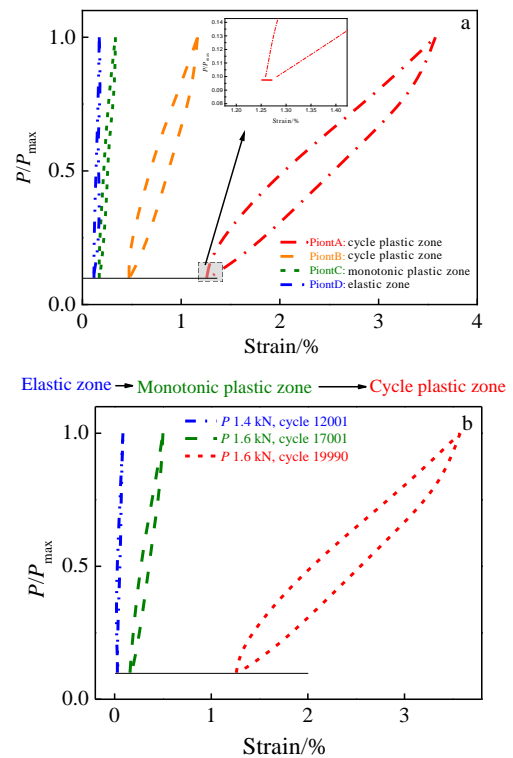 a
1.0
0.5
0.0
P/Pmax
0 1 2 3 4
Strain/%
0.14
0.13
0.12
0.11
0.10
0.09
0.08
P/Pmax
1.20 1.25 1.30 1.35 1.40
Strain/%
PiontA: cycle plastic zone
PiontB: cycle plastic zone
PiontC: monotonic plastic zone
PiontD: elastic zone
Elastic zone Monotonic plastic zone Cycle plastic zone
b
P 1.4 kN, cycle 12001
P 1.6 kN, cycle 17001
P 1.6 kN, cycle 19990
1.0
0.5
0.0
P/Pmax
0 1 2 3
Strain/%